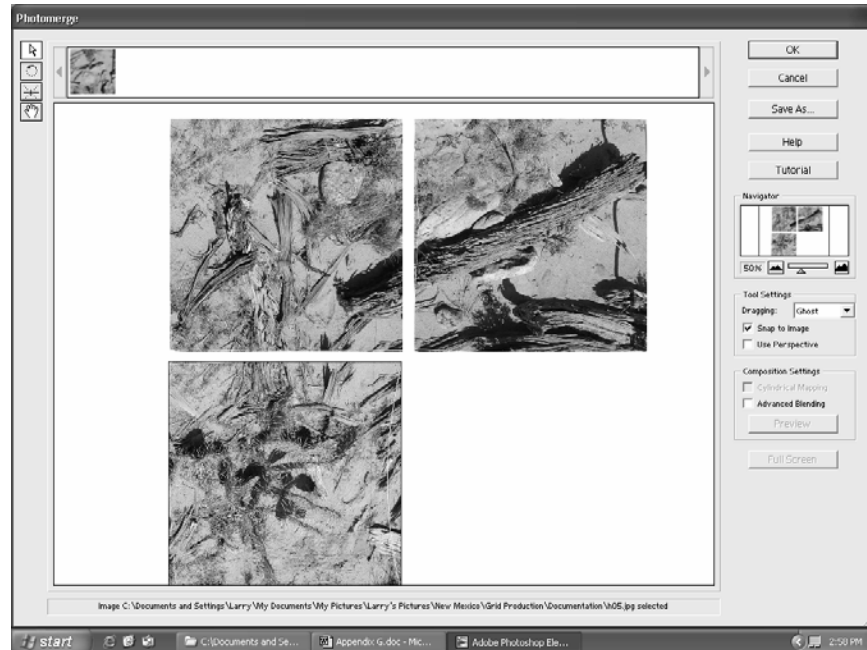 Photomerge
OK
Cancel
Save As...
Help
Tutorial
Navigator
50%
Tool Settings
Dragging: Ghost
Snap to Image
Use Perspective
Composition Settings
Cylindrical Mapping
Advanced Blending
Preview
Full Screen
Image C:\Documents and Settings\Larry\My Documents\My Pictures\Larry's Pictures\New Mexico\Grid Production\Documentation\h05.jpg selected
start C:\Documents and Se... Appendix G.doc - Mic... Adobe Photoshop Ele... 2:58 PM